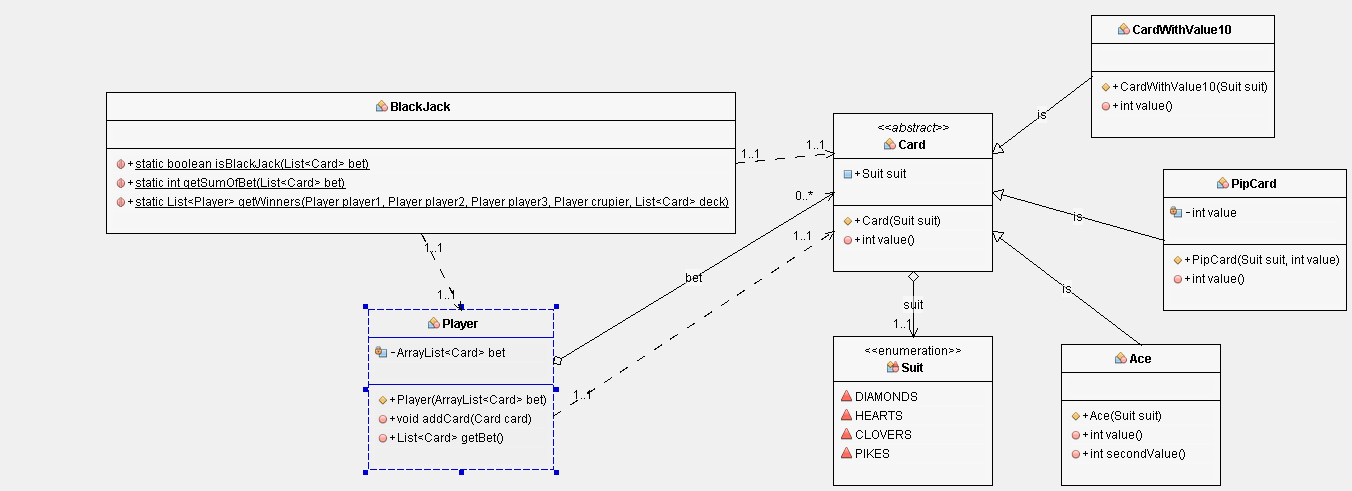 BlackJack
+static boolean isBlackJack(List<Card> bet)
+static int getSumOfBet(List<Card> bet)
+static List<Player> getWinners(Player player1, Player player2, Player player3, Player crupier, List<Card> deck)
1..1
1..1
1..1
1..1
Player
-ArrayList<Card> bet
+Player(ArrayList<Card> bet)
+void addCard(Card card)
+List<Card> getBet()
bet
0..*
1..1
1..1
<<abstract>>
Card
+Suit suit
+Card(Suit suit)
+int value()
suit
1..1
<<enumeration>>
Suit
DIAMONDS
HEARTS
CLOVERS
PIKES
is
CardWithValue10
+CardWithValue10(Suit suit)
+int value()
is
PipCard
-int value
+PipCard(Suit suit, int value)
+int value()
is
Ace
+Ace(Suit suit)
+int value()
+int secondValue()